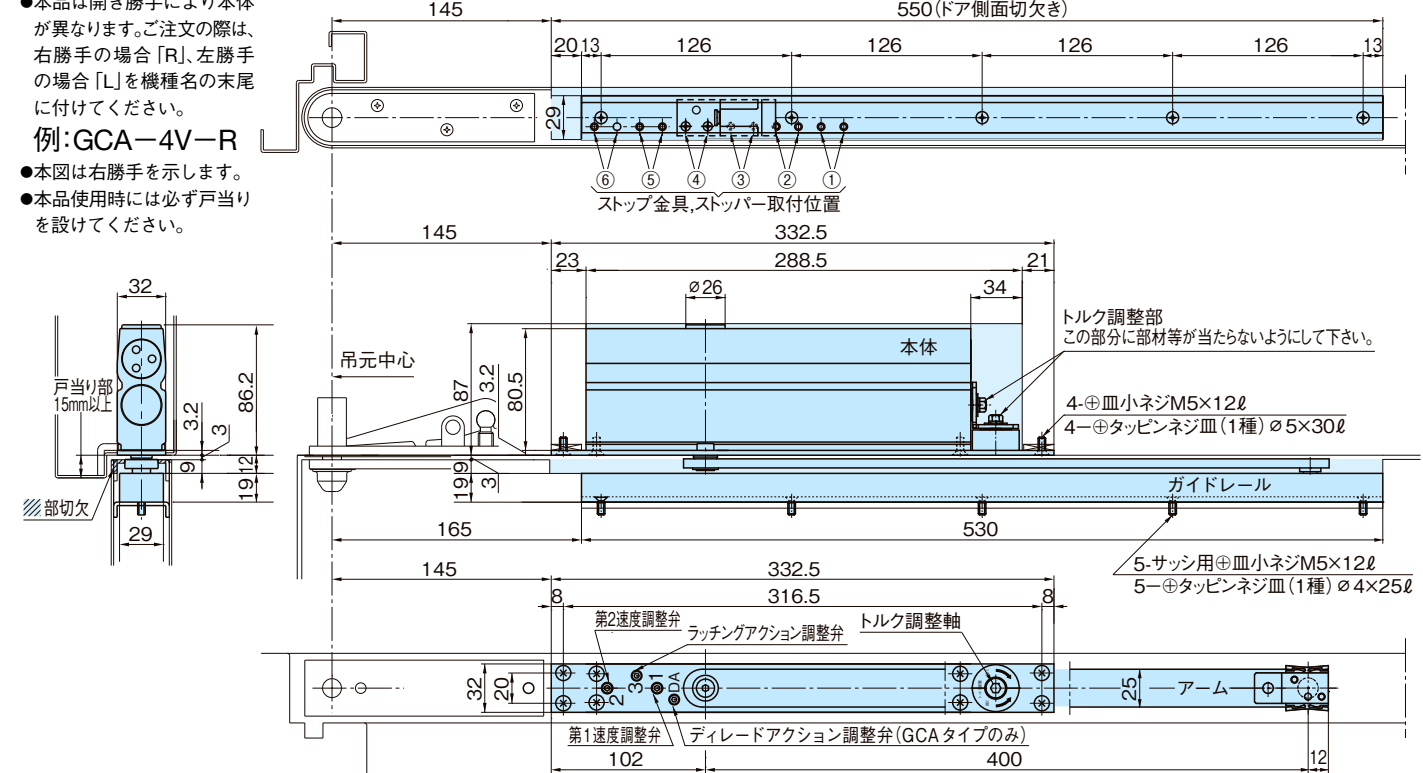 ●本品は開き勝手により本体
が異なります。ご注文の際は、
右勝手の場合「R」、左勝手
の場合「L」を機種名の末尾
に付けてください。
例:GCA－4V－R
●本図は右勝手を示します。
●本品使用時には必ず戸当り
を設けてください。
145
550(ドア側面切欠き)
20
13
126
126
126
126
13
29
⑥
⑤
④
③
②
①
ストップ金具,ストッパー取付位置
145
332.5
23
288.5
21
ø26
34
32
戸当り部
15mm以上
86.2
3.2
3
9
12
19
29
部切欠
吊元中心
87
3.2
80.5
本体
トルク調整部
この部分に部材等が当たらないようにして下さい。
4-⊕皿小ネジM5×12ℓ
4ー⊕タッピンネジ皿(1種)ø5×30ℓ
9
19
3
ガイドレール
165
530
5-サッシ用⊕皿小ネジM5×12ℓ
5ー⊕タッピンネジ皿(1種)ø4×25ℓ
145
332.5
8
316.5
8
第2速度調整弁
ラッチングアクション調整弁
トルク調整軸
32
20
2
3
1
DA
25
アーム
第1速度調整弁
ディレードアクション調整弁(GCAタイプのみ)
102
400
12